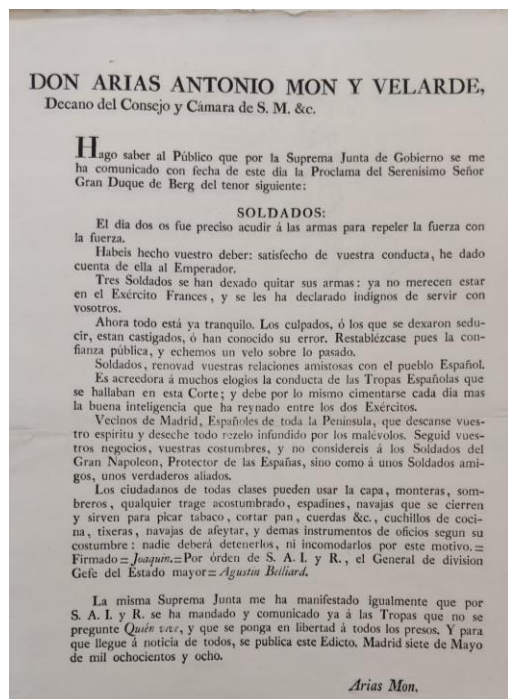 DON ARIAS ANTONIO MON Y VELARDE,
Decano del Consejo y Cámara de S. M. &c.
Hago saber al Público que por la Suprema Junta de Gobierno se me
ha comunicado con fecha de este dia la Proclama del Serenisimo Señor
Gran Duque de Berg del tenor siguiente:
SOLDADOS:
El dia dos os fue preciso acudir á las armas para repeler la fuerza con
la fuerza.
Habeis hecho vuestro deber: satisfecho de vuestra conducta, he dado
cuenta de ella al Emperador.
Tres Soldados se han dexado quitar sus armas: ya no merecen estar
en el Exército Frances, y se les ha declarado indignos de servir con
vosotros.
Ahora todo está ya tranquilo. Los culpados, ó los que se dexaron sedu-
cir, estan castigados, ó han conocido su error. Restablézcase pues la con-
fianza pública, y echemos un velo sobre lo pasado.
Soldados, renovad vuestras relaciones amistosas con el pueblo Español.
Es acreedora á muchos elogios la conducta de las Tropas Españolas que
se hallaban en esta Corte; y debe por lo mismo cimentarse cada dia mas
la buena inteligencia que ha reynado entre los dos Exércitos.
Vecinos de Madrid, Españoles de toda la Península, que descanse vues-
tro espíritu y deseche todo rezelo infundido por los malévolos. Seguid vues-
tros negocios, vuestras costumbres, y no considereis á los Soldados del
Gran Napoleon, Protector de las Españas, sino como á unos Soldados ami-
gos, unos verdaderos aliados.
Los ciudadanos de todas clases pueden usar la capa, monteras, som-
breros, qualquier trage acostumbrado, espadines, navajas que se cierren
y sirven para picar tabaco, cortar pan, cuerdas &c., cuchillos de coci-
na, tixeras, navajas de afeytar, y demas instrumentos de oficios segun su
costumbre: nadie deberá detenerlos, ni incomodarlos por este motivo.=
Firmado= Joaquin.=Por órden de S. A. I. y R., el General de division
Gefe del Estado mayor= Agustin Belliard.
La misma Suprema Junta me ha manifestado igualmente que por
S. A. I. y R. se ha mandado y comunicado ya á las Tropas que no se
pregunte Quién vive, y que se ponga en libertad á todos los presos. Y para
que llegue á noticia de todos, se publica este Edicto. Madrid siete de Mayo
de mil ochocientos y ocho.
Arias Mon.